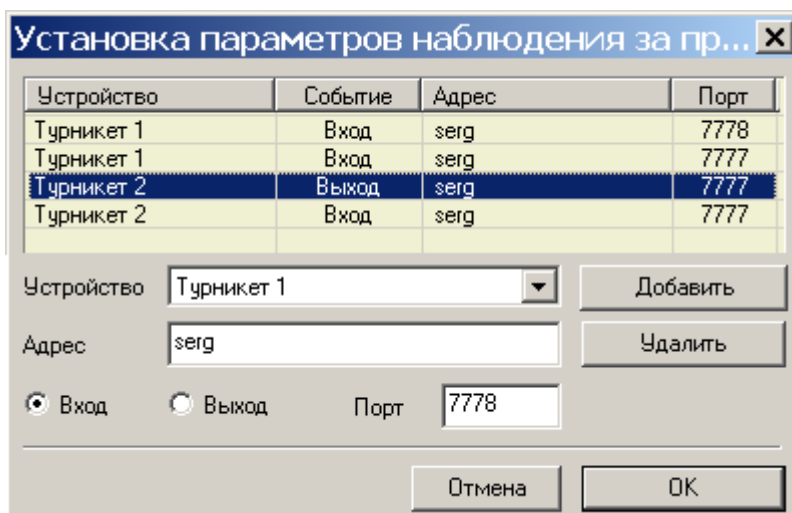 Установка параметров наблюдения за пр...
Устройство Событие Адрес Порт
Турникет 1 Вход serg 7778
Турникет 1 Вход serg 7777
Турникет 2 Выход serg 7777
Турникет 2 Вход serg 7777
Устройство Турникет 1 Добавить
Адрес serg Удалить
Вход Выход Порт 7778
Отмена OK